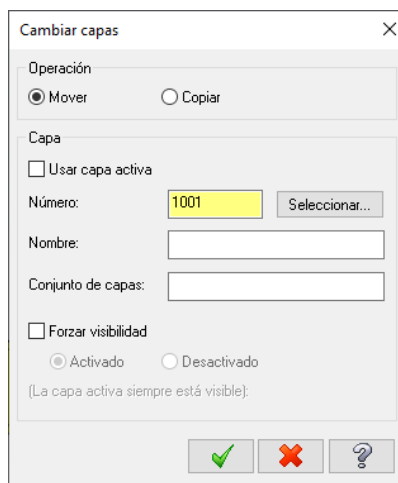 Cambiar capas
Operación
Mover
Copiar
Capa
Usar capa activa
Número:
1001
Seleccionar...
Nombre:
Conjunto de capas:
Forzar visibilidad
Activado
Desactivado
(La capa activa siempre está visible):